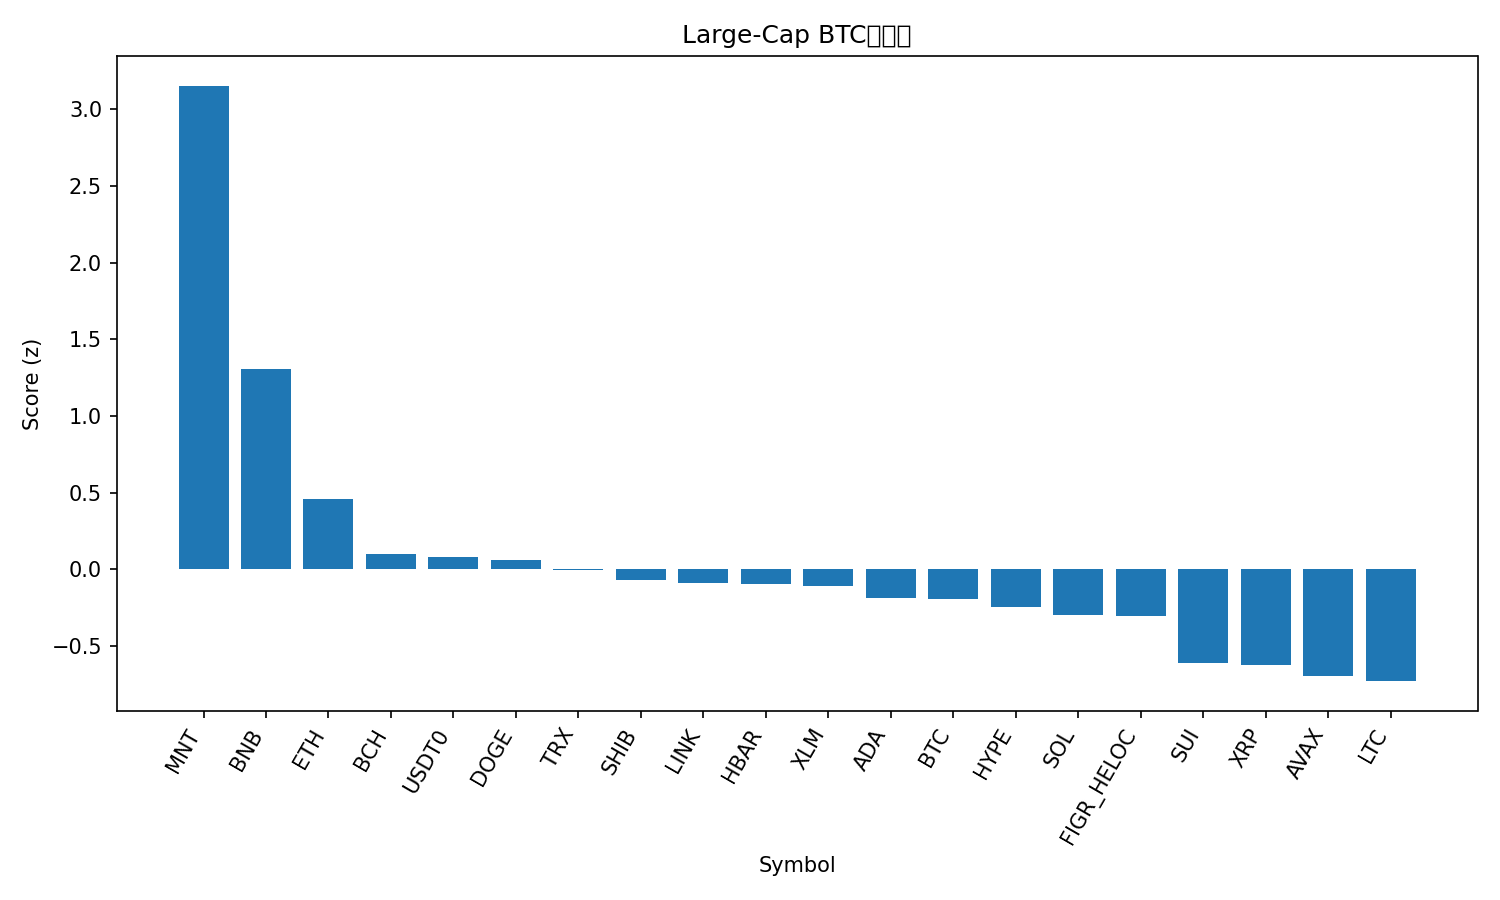 Large-Cap BTC
3.0
2.5
2.0
1.5
1.0
0.5
0.0
−0.5
Score (z)
MNT
BNB
ETH
BCH
USDT0
DOGE
TRX
SHIB
LINK
HBAR
XLM
ADA
BTC
HYPE
SOL
FIGR_HELOC
SUI
XRP
AVAX
LTC
Symbol